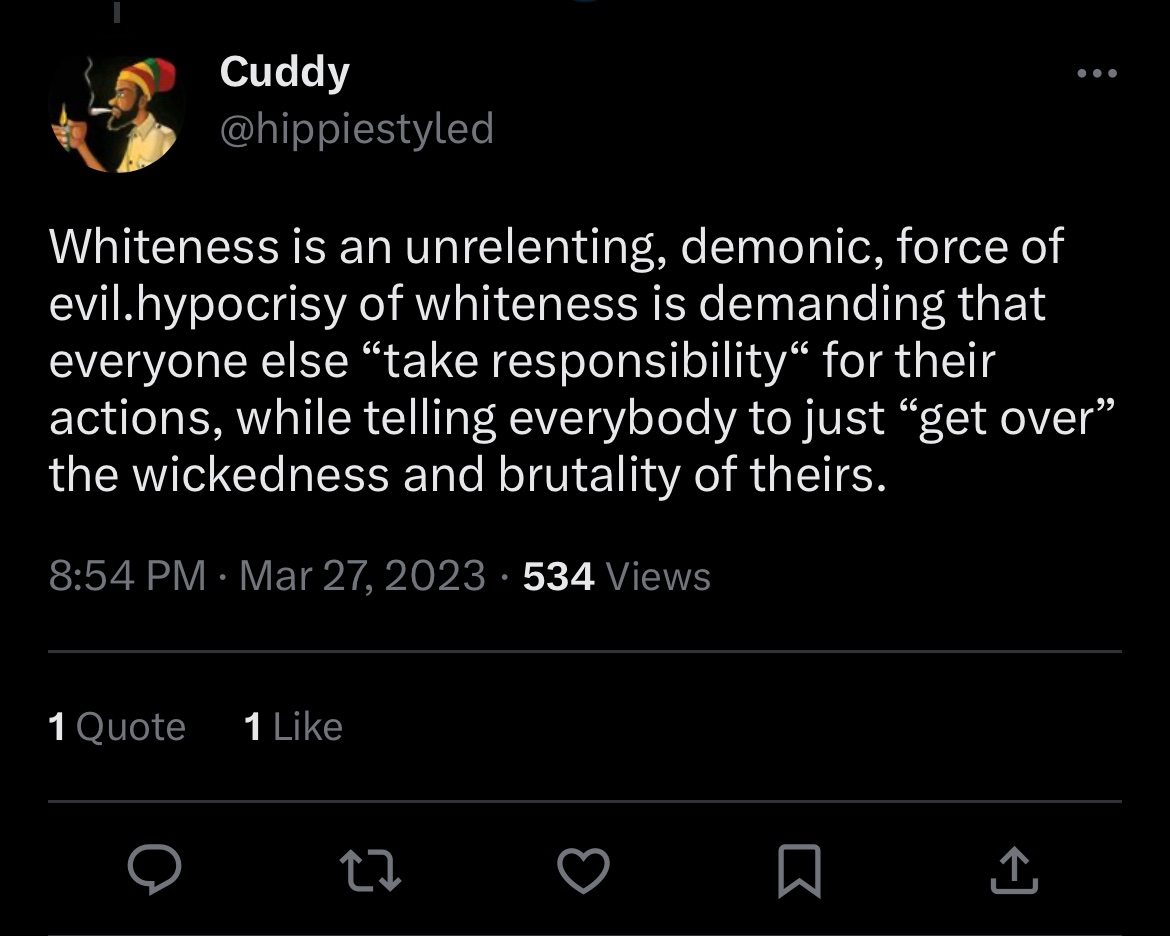 Cuddy
@hippiestyled
Whiteness is an unrelenting, demonic, force of
evil.hypocrisy of whiteness is demanding that
everyone else “take responsibility“ for their
actions, while telling everybody to just “get over”
the wickedness and brutality of theirs.
8:54 PM · Mar 27, 2023 · 534 Views
1 Quote 1 Like